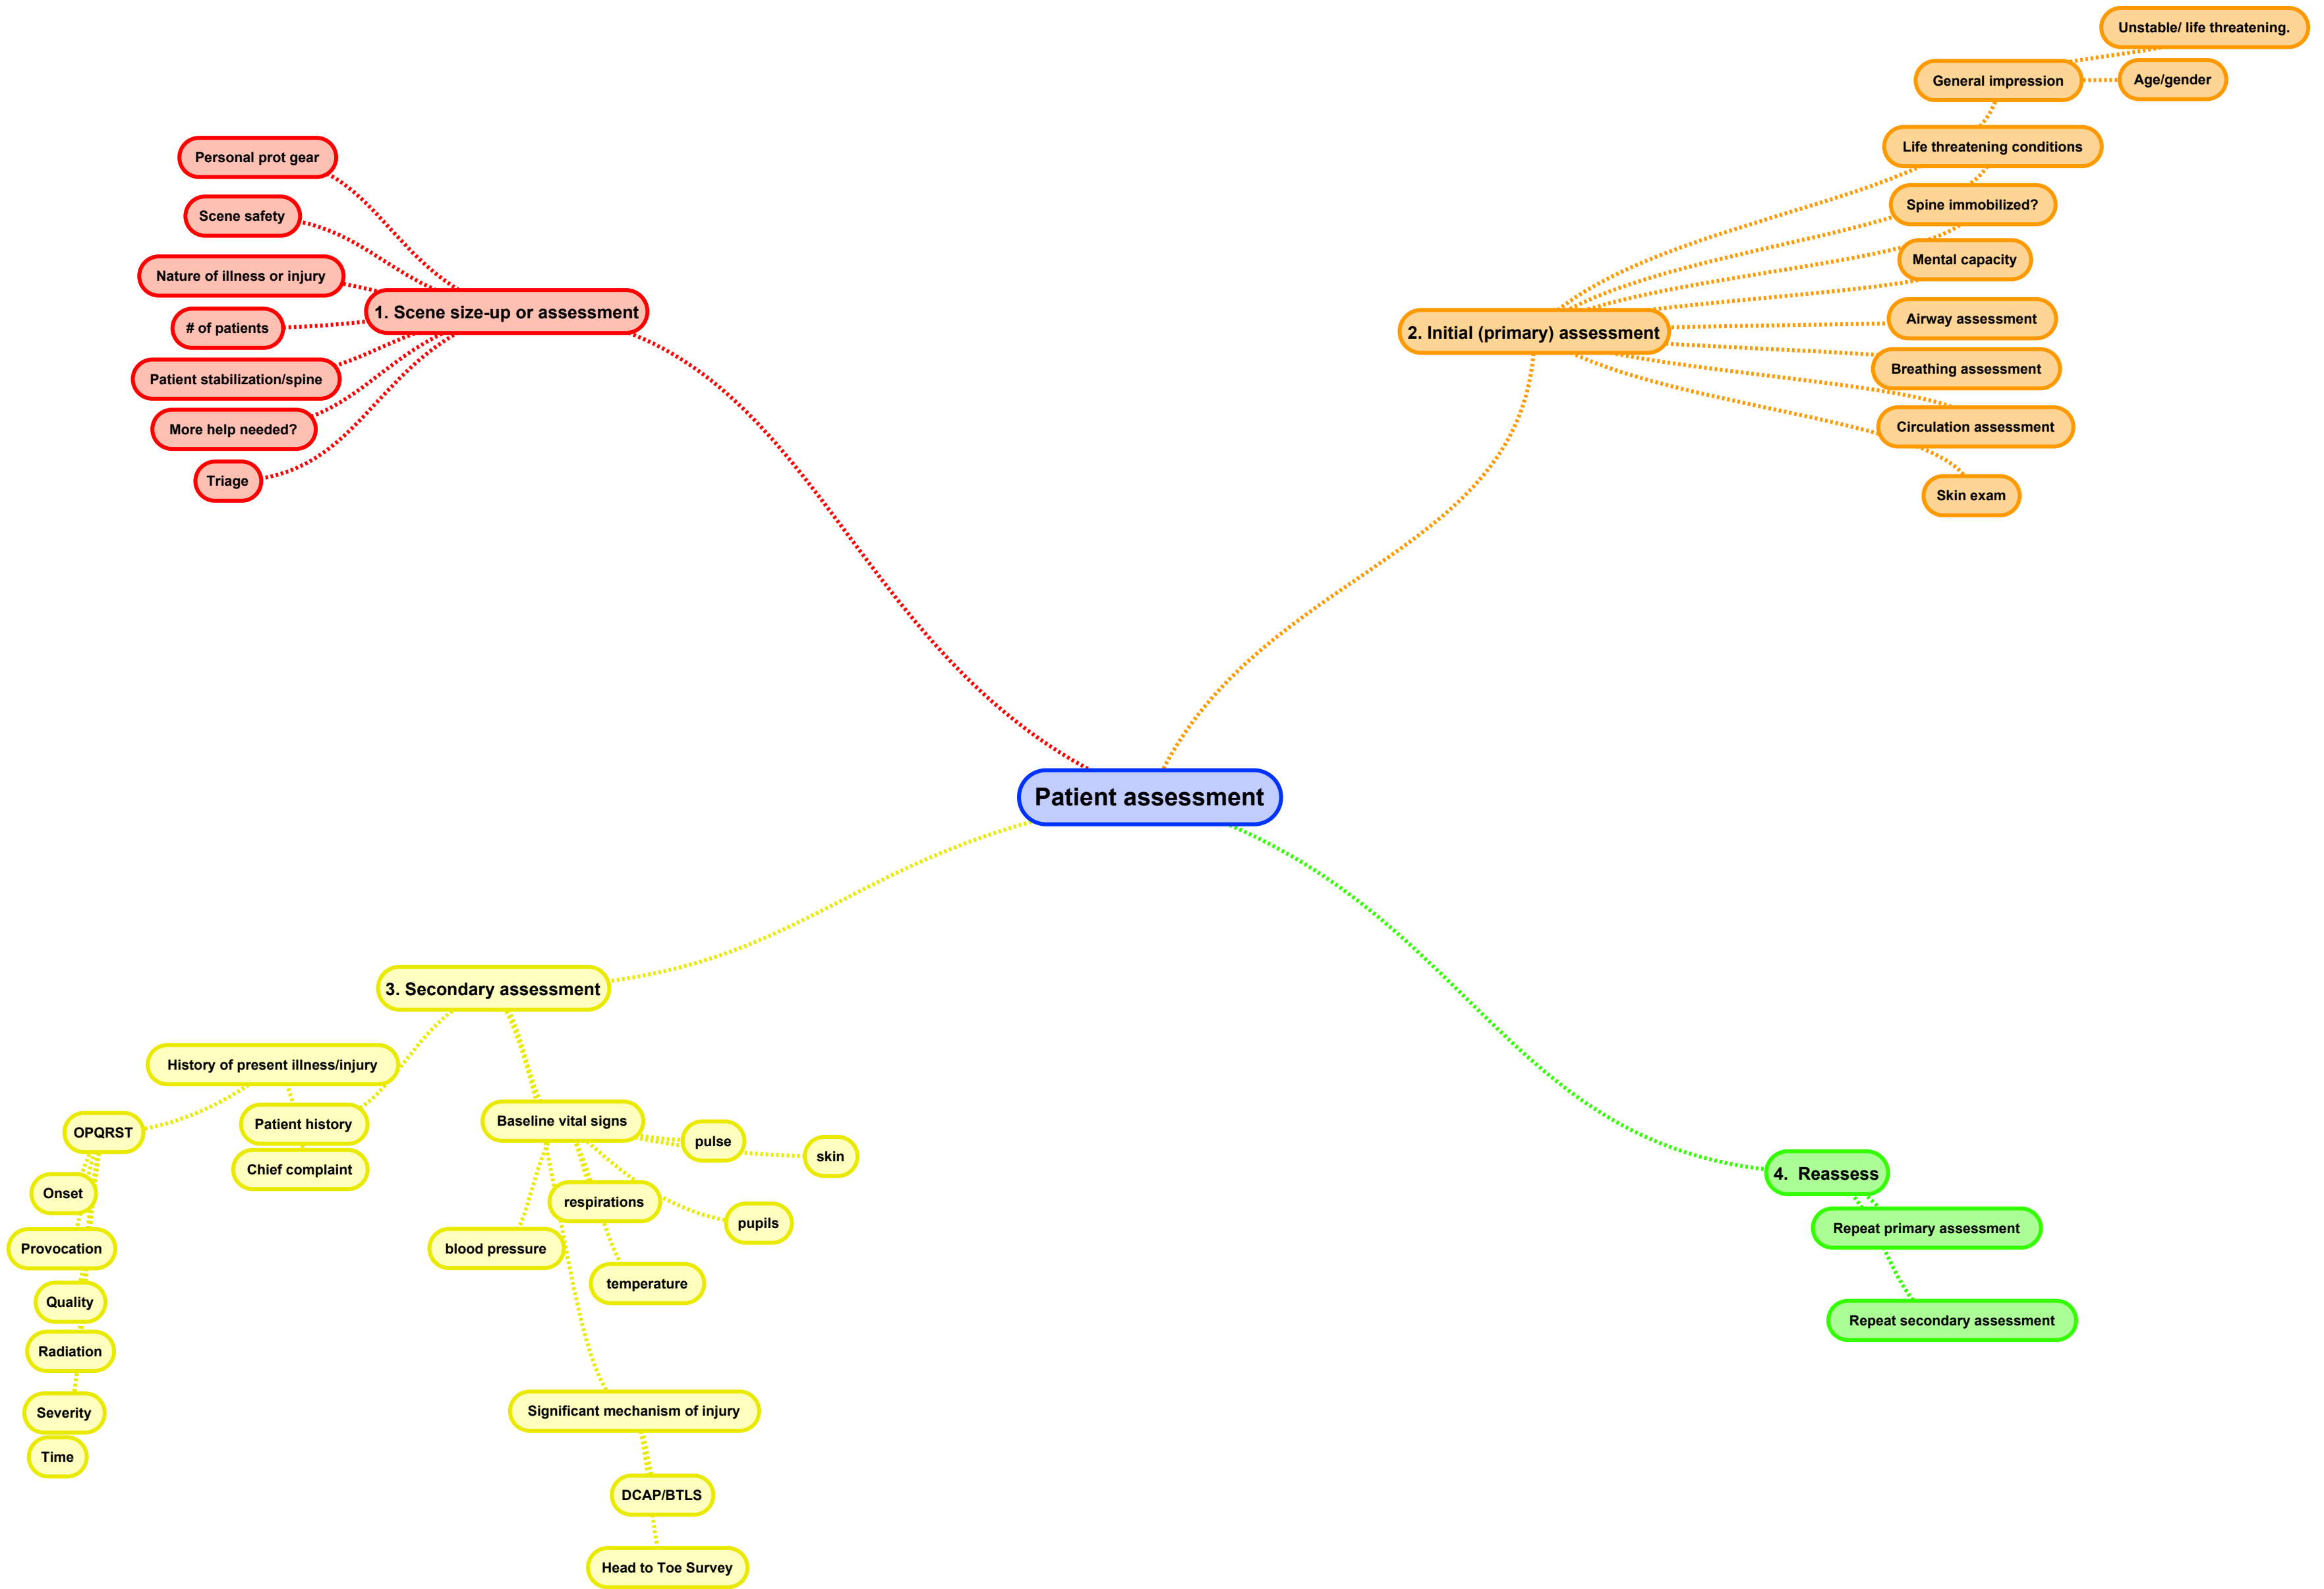 Patient assessment
1. Scene size-up or assessment
Personal prot gear
Scene safety
Nature of illness or injury
# of patients
Patient stabilization/spine
More help needed?
Triage
2. Initial (primary) assessment
Unstable/ life threatening.
General impression
Age/gender
Life threatening conditions
Spine immobilized?
Mental capacity
Airway assessment
Breathing assessment
Circulation assessment
Skin exam
3. Secondary assessment
History of present illness/injury
OPQRST
Onset
Provocation
Quality
Radiation
Severity
Time
Patient history
Chief complaint
Baseline vital signs
pulse
skin
respirations
pupils
blood pressure
temperature
Significant mechanism of injury
DCAP/BTLS
Head to Toe Survey
4. Reassess
Repeat primary assessment
Repeat secondary assessment